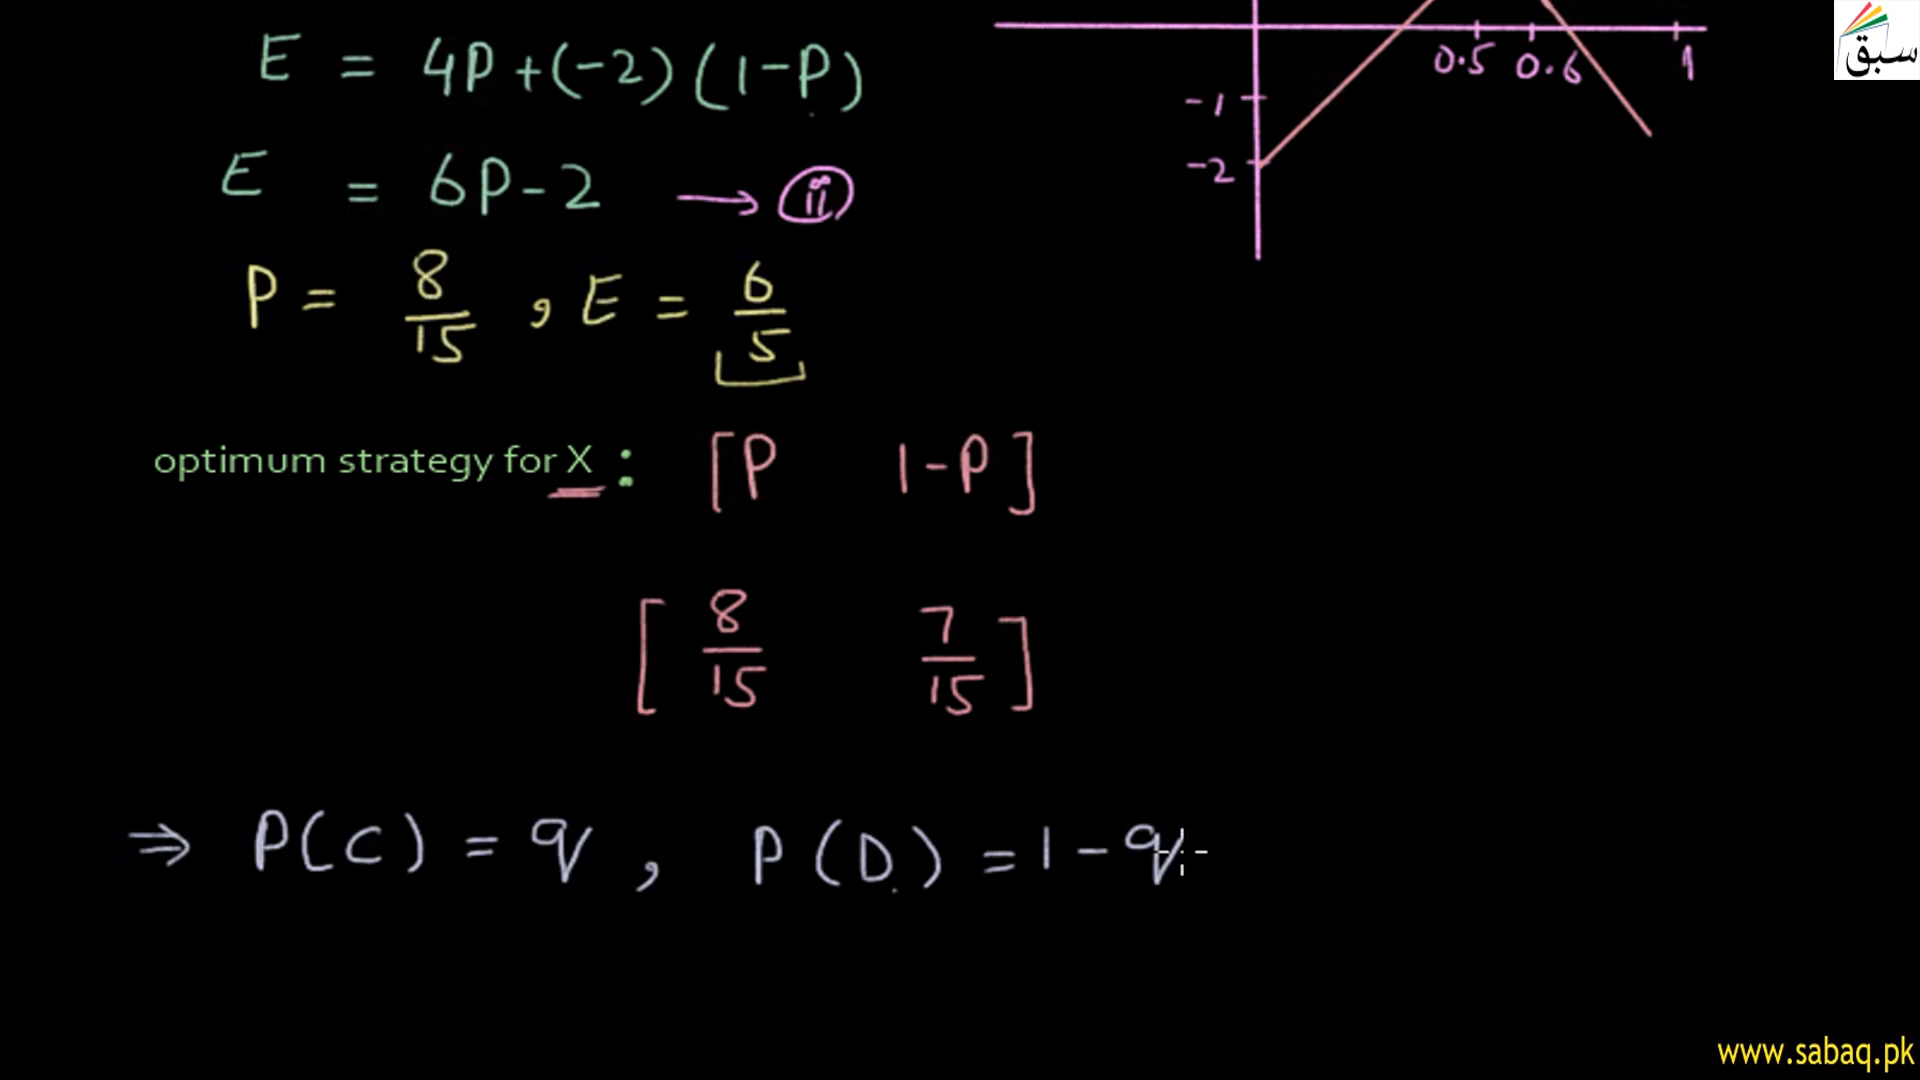 E = 4P+(-2)(1-P)
E = 6P-2 → (ii)
P = 8/15 , E = 6/5
optimum strategy for X : [P 1-P]
[8/15 7/15]
⇒ P(C) = q , P(D) = 1-q
0.5 0.6 1
-1
-2
سبق
www.sabaq.pk